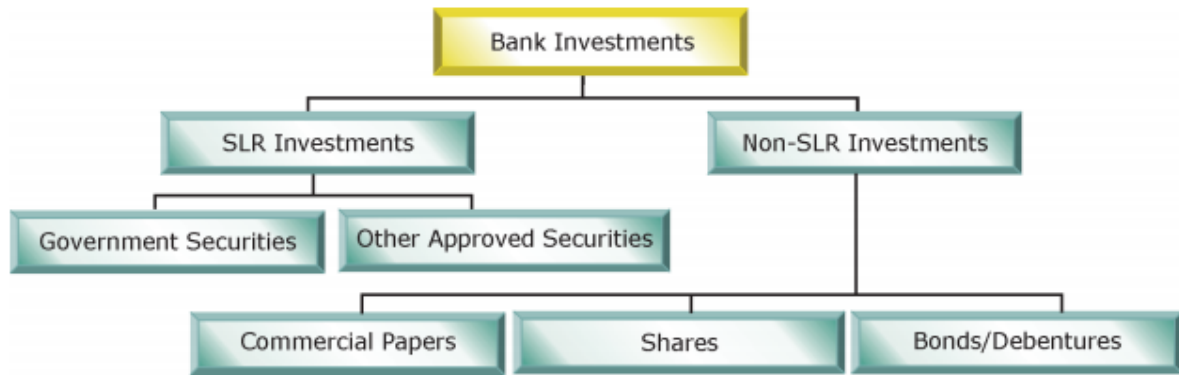 Bank Investments
SLR Investments
Non-SLR Investments
Government Securities
Other Approved Securities
Commercial Papers
Shares
Bonds/Debentures